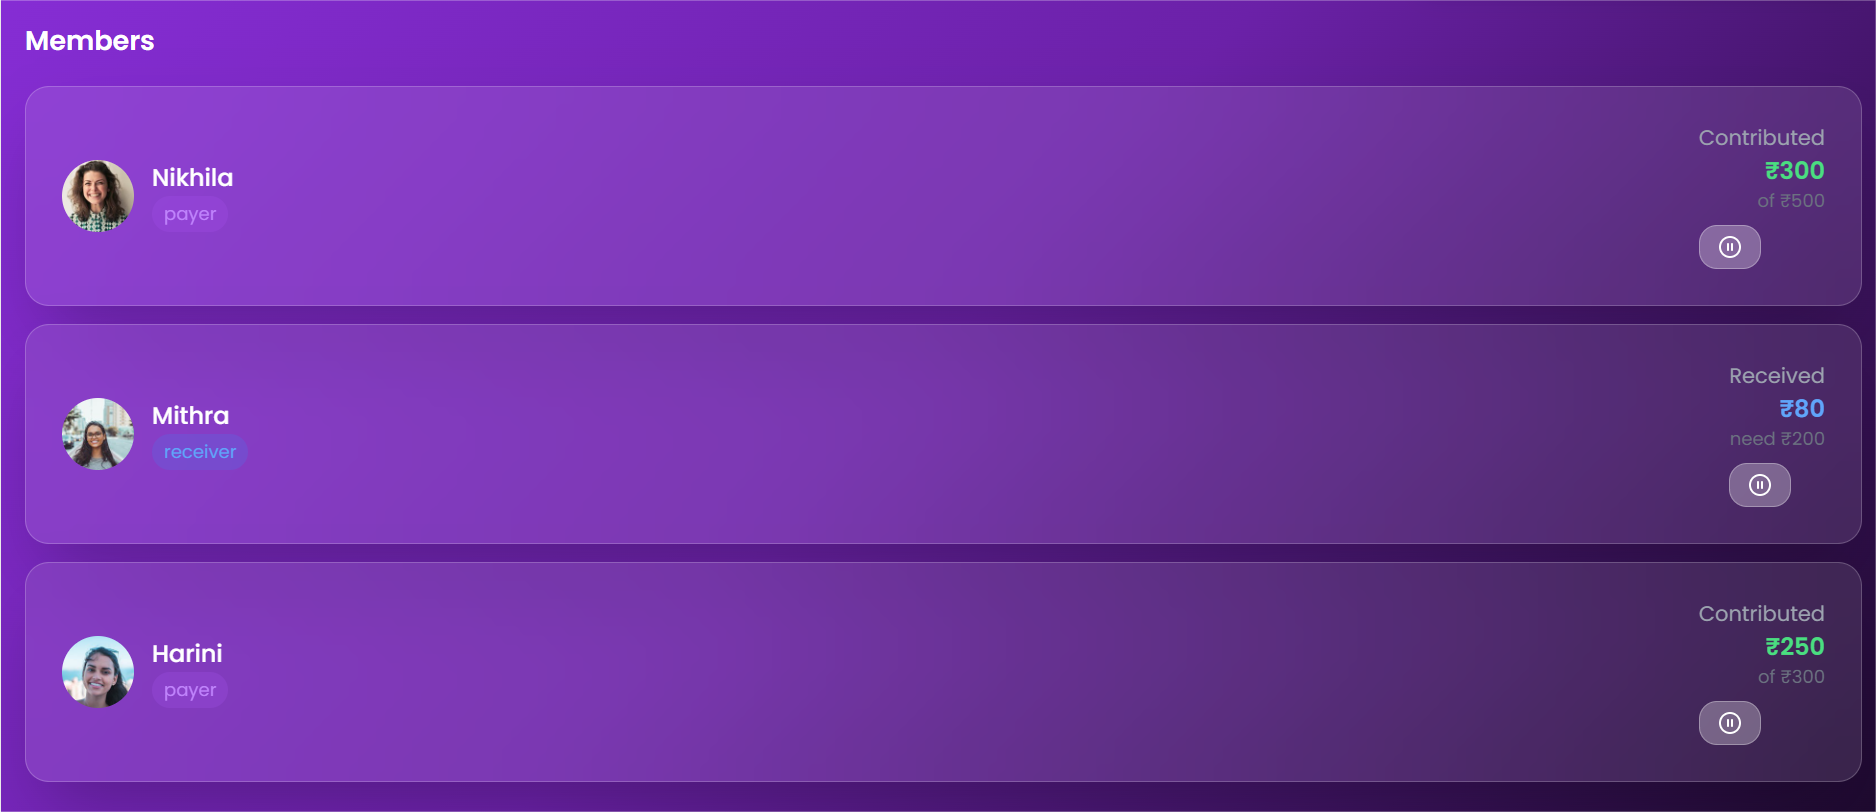 Members
Nikhila
payer
Contributed
₹300
of ₹500
Mithra
receiver
Received
₹80
need ₹200
Harini
payer
Contributed
₹250
of ₹300